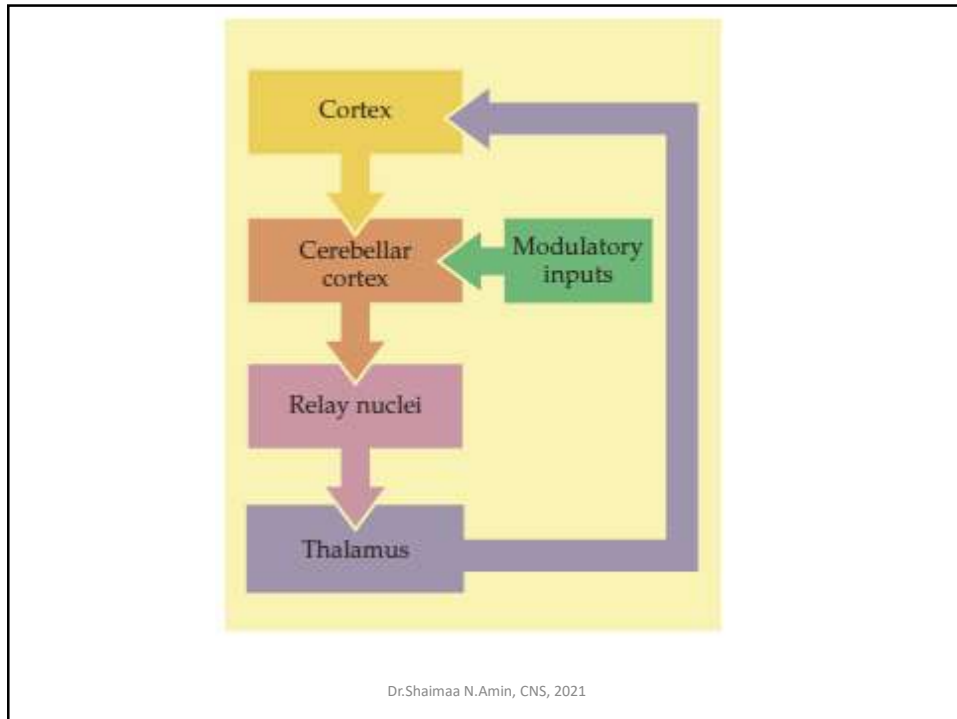 Cortex
Cerebellar
cortex
Modulatory
inputs
Relay nuclei
Thalamus
Dr.Shaimaa N.Amin, CNS, 2021